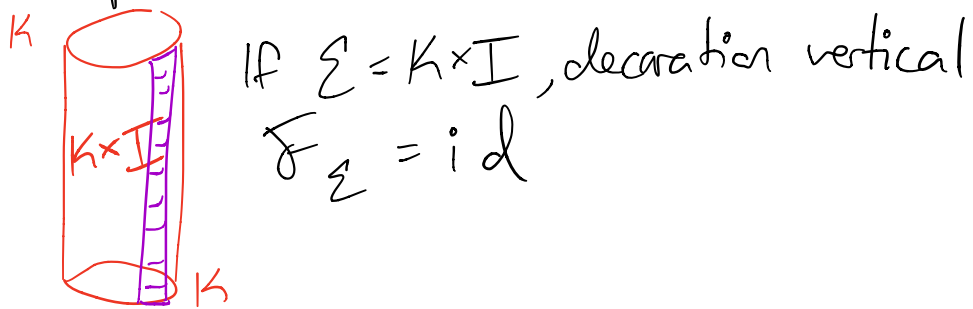 K
If Σ = K×I, decoration vertical
K×I
F_Σ = id
K